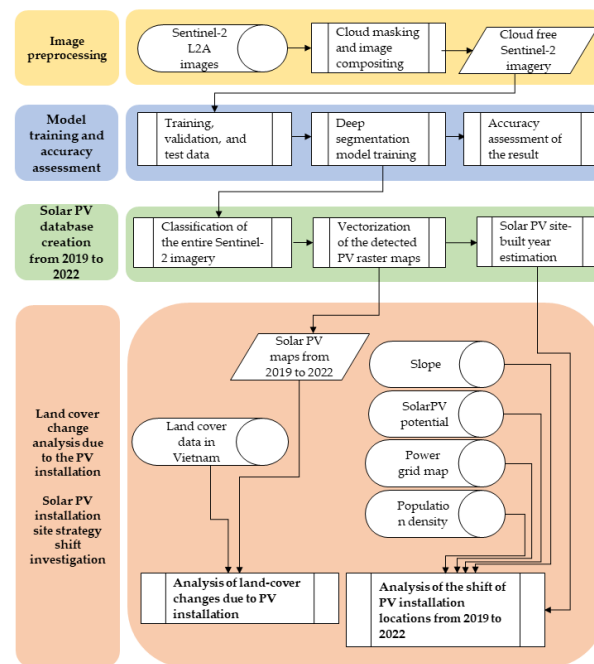 Image
preprocessing
Sentinel-2
L2A
images
Cloud masking
and image
compositing
Cloud free
Sentinel-2
imagery
Model
training and
accuracy
assessment
Training,
validation, and
test data
Deep
segmentation
model training
Accuracy
assessment of
the result
Solar PV
database
creation
from 2019 to
2022
Classification of
the entire Sentinel-
2 imagery
Vectorization
of the detected
PV raster maps
Solar PV site-
built year
estimation
Land cover
change analysis
due to
the PV
installation
Solar PV
installation
site strategy
shift
investigation
Solar PV
maps from
2019 to 2022
Land cover
data in
Vietnam
Slope
SolarPV
potential
Power
grid map
Populatio
n density
Analysis of land-cover
changes due to PV
installation
Analysis of the shift of
PV installation
locations from 2019 to
2022